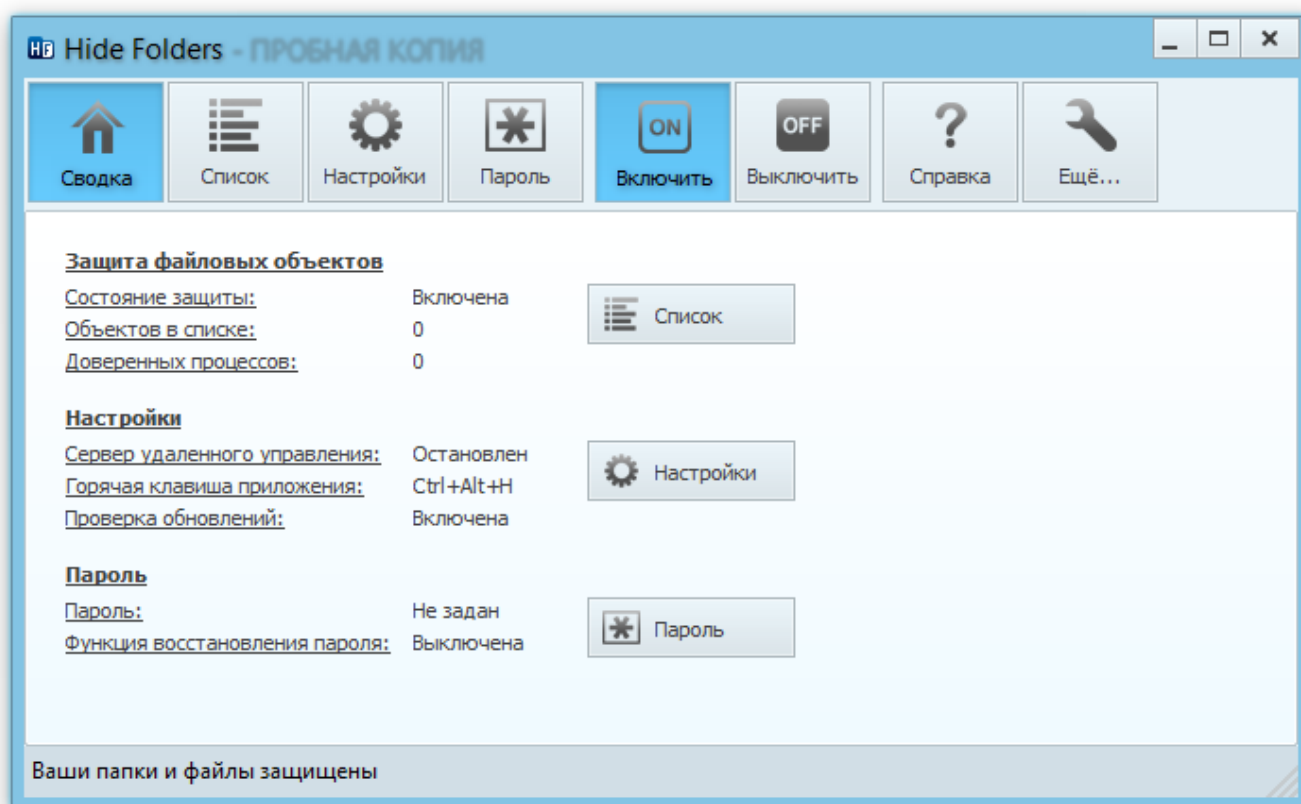 HF Hide Folders - ПРОБНАЯ КОПИЯ
Сводка Список Настройки Пароль ON Включить OFF Выключить ? Справка Ещё...
Защита файловых объектов
Состояние защиты: Включена Список
Объектов в списке: 0
Доверенных процессов: 0
Настройки
Сервер удаленного управления: Остановлен Настройки
Горячая клавиша приложения: Ctrl+Alt+H
Проверка обновлений: Включена
Пароль
Пароль: Не задан Пароль
Функция восстановления пароля: Выключена
Ваши папки и файлы защищены